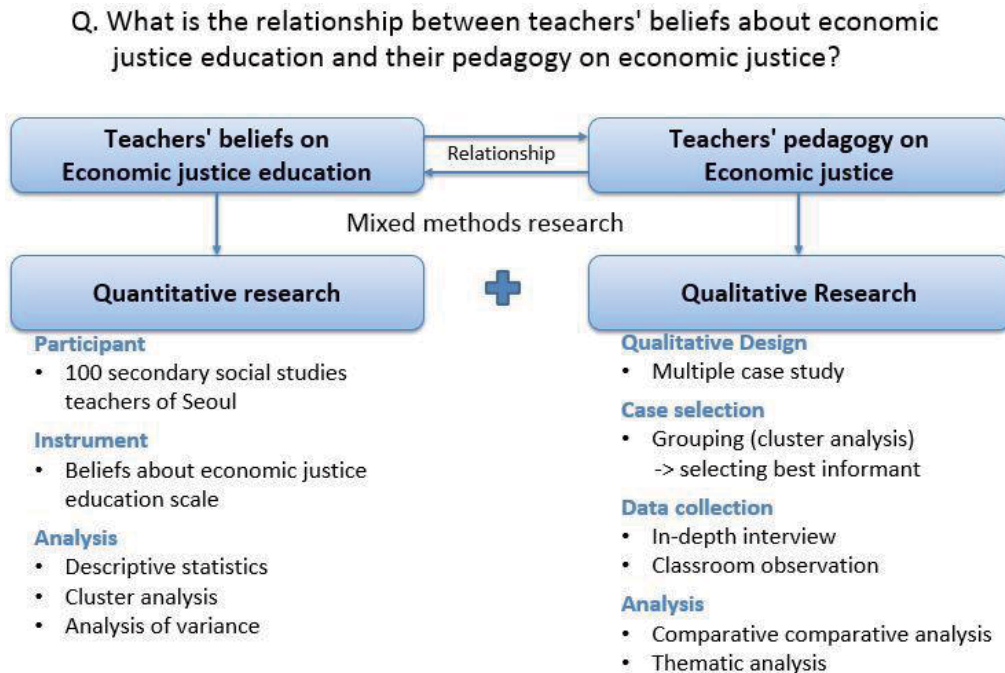 Q. What is the relationship between teachers' beliefs about economic
justice education and their pedagogy on economic justice?
Teachers' beliefs on
Economic justice education
Relationship
Teachers' pedagogy on
Economic justice
Mixed methods research
Quantitative research
Participant
• 100 secondary social studies
teachers of Seoul
Instrument
• Beliefs about economic justice
education scale
Analysis
• Descriptive statistics
• Cluster analysis
• Analysis of variance
Qualitative Research
Qualitative Design
• Multiple case study
Case selection
• Grouping (cluster analysis)
-> selecting best informant
Data collection
• In-depth interview
• Classroom observation
Analysis
• Comparative comparative analysis
• Thematic analysis